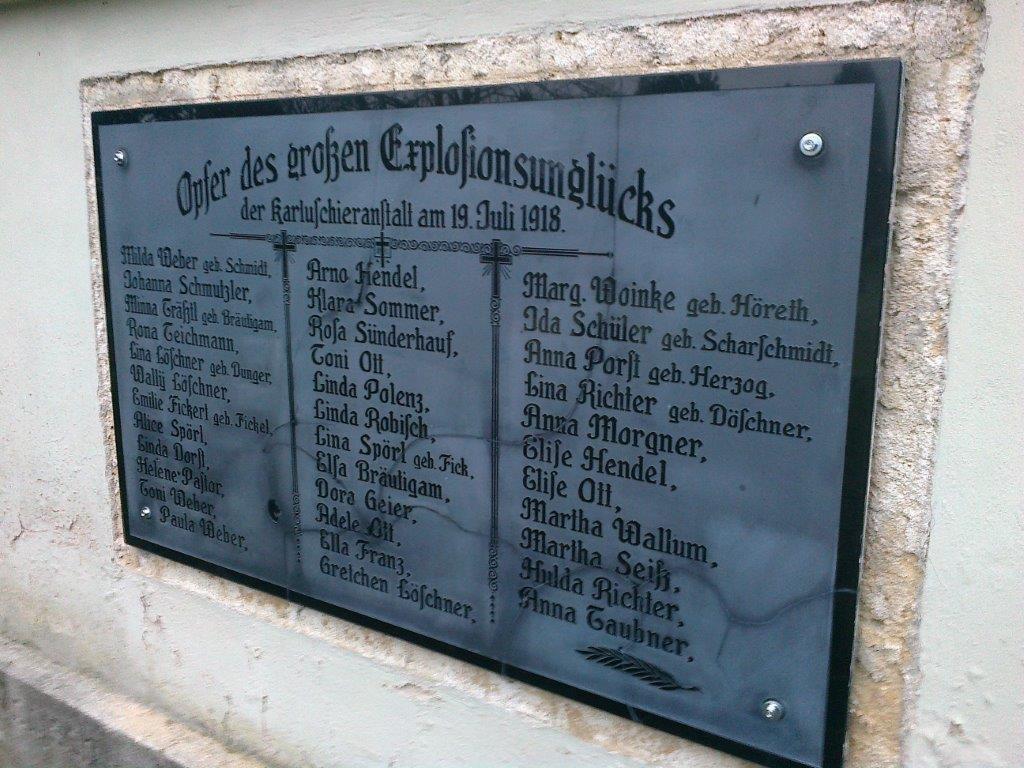 Opfer des großen Exploſionsunglücks
der Kartuſchieranſtalt am 19. Juli 1918.
Milda Weber geb. Schmidt,
Johanna Schmutzler,
Minna Träßtl geb. Bräutigam,
Rona Teichmann,
Lina Löſchner geb. Dunger,
Wally Löſchner,
Emilie Fickert geb. Fickel,
Alice Spörl,
Linda Dorſt,
Helene Paſtor,
Toni Weber,
Paula Weber,
Arno Hendel,
Klara Sommer,
Roſa Sünderhauf,
Toni Ott,
Linda Polenz,
Linda Robiſch,
Lina Spörl geb. Fick,
Elſa Bräutigam,
Dora Geier,
Adele Ott,
Ella Franz,
Gretchen Löſchner,
Marg. Woinke geb. Höreth,
Ida Schüler geb. Scharſchmidt,
Anna Porſt geb. Herzog,
Lina Richter geb. Döſchner,
Anna Morgner,
Eliſe Hendel,
Eliſe Ott,
Martha Wallum,
Martha Seiß,
Hulda Richter,
Anna Taubner,